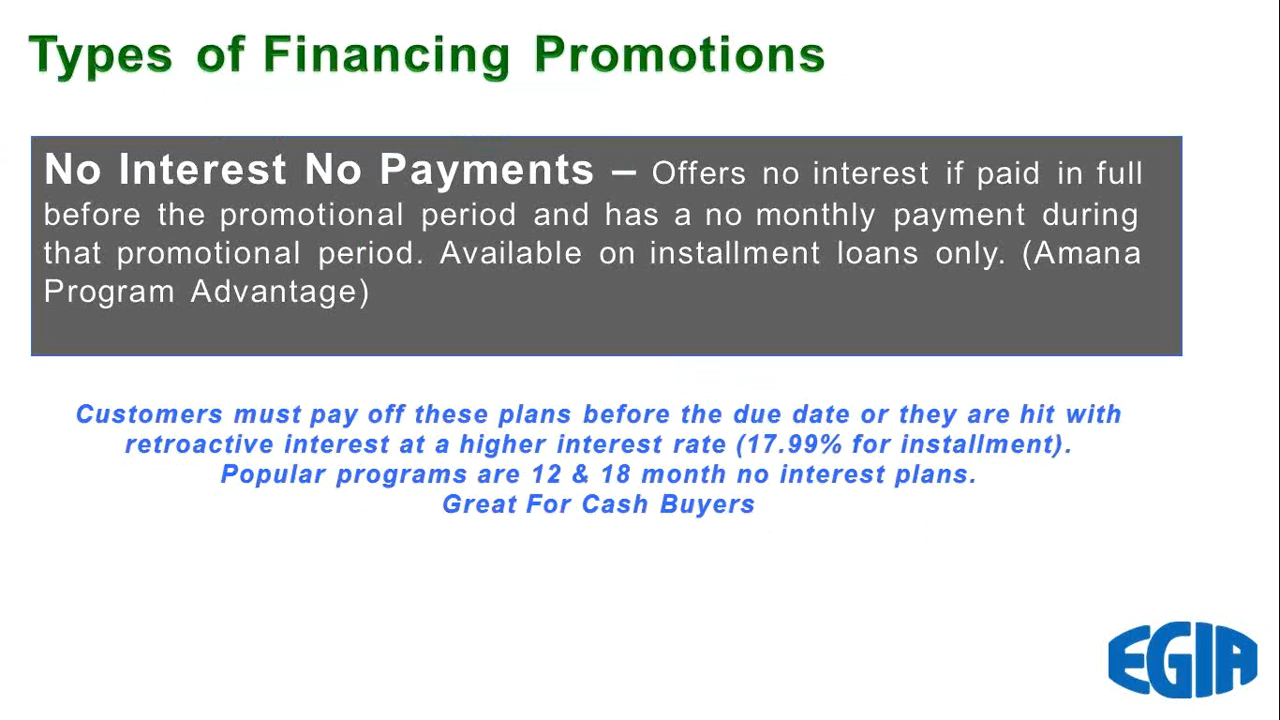 Types of Financing Promotions
No Interest No Payments – Offers no interest if paid in full
before the promotional period and has a no monthly payment during
that promotional period. Available on installment loans only. (Amana
Program Advantage)
Customers must pay off these plans before the due date or they are hit with
retroactive interest at a higher interest rate (17.99% for installment).
Popular programs are 12 & 18 month no interest plans.
Great For Cash Buyers
EGIA